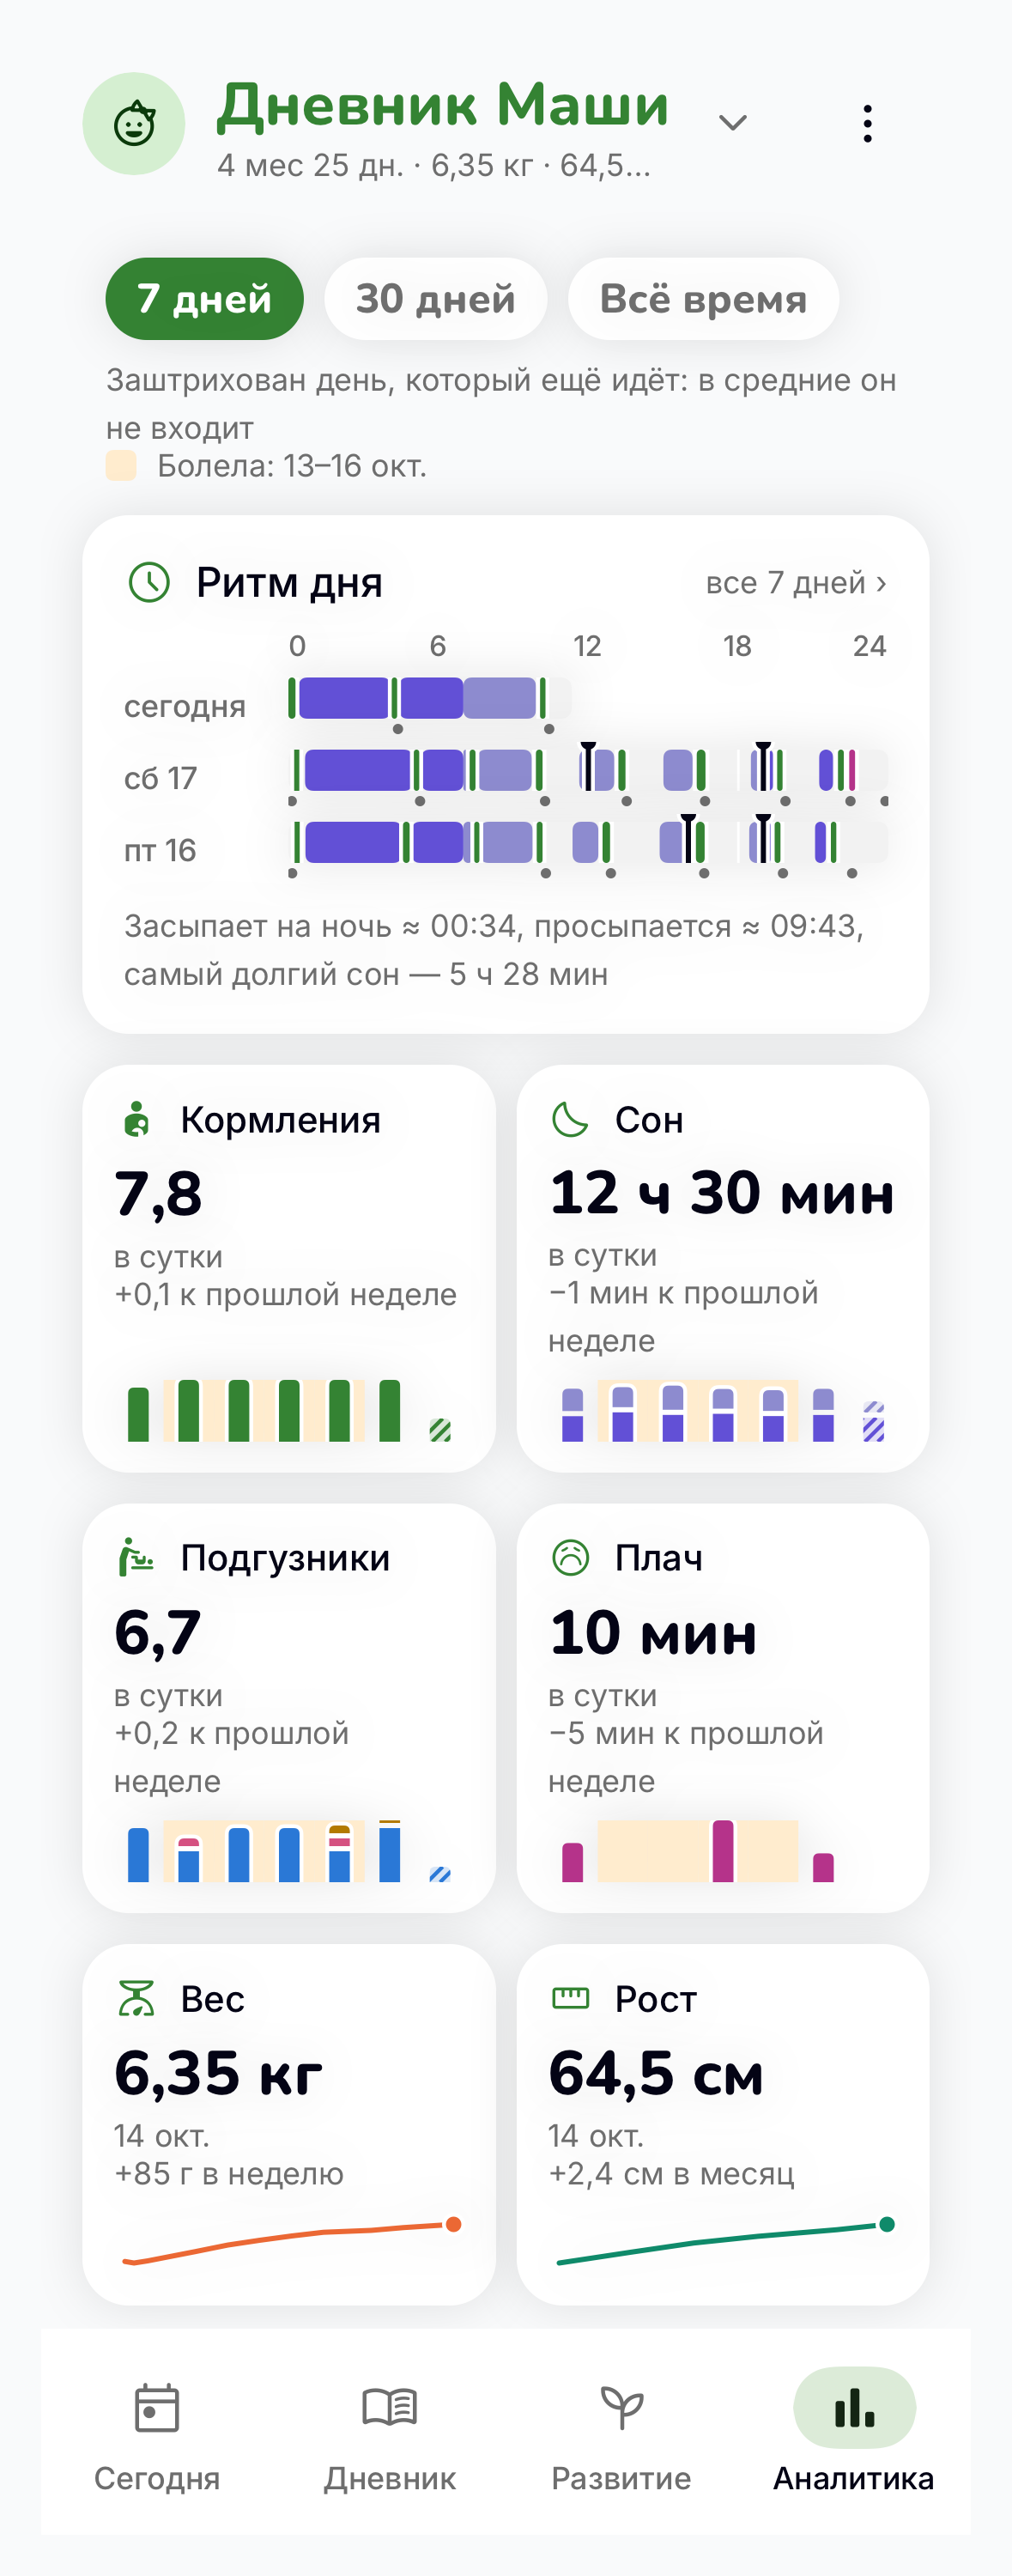 Дневник Маши
4 мес 25 дн. · 6,35 кг · 64,5...
7 дней
30 дней
Всё время
Заштрихован день, который ещё идёт: в средние он
не входит
Болела: 13–16 окт.
Ритм дня
все 7 дней ›
0 6 12 18 24
сегодня
сб 17
пт 16
Засыпает на ночь ≈ 00:34, просыпается ≈ 09:43,
самый долгий сон — 5 ч 28 мин
Кормления
7,8
в сутки
+0,1 к прошлой неделе
Сон
12 ч 30 мин
в сутки
−1 мин к прошлой
неделе
Подгузники
6,7
в сутки
+0,2 к прошлой
неделе
Плач
10 мин
в сутки
−5 мин к прошлой
неделе
Вес
6,35 кг
14 окт.
+85 г в неделю
Рост
64,5 см
14 окт.
+2,4 см в месяц
Сегодня
Дневник
Развитие
Аналитика